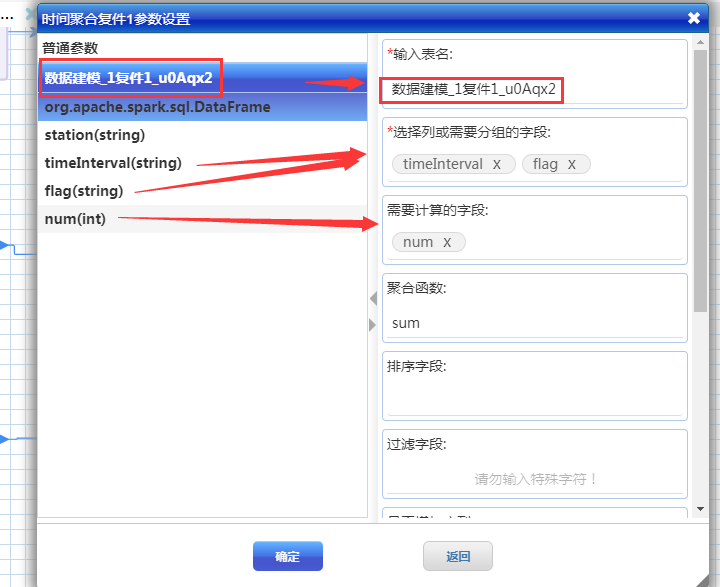 ...
时间聚合复件1参数设置
普通参数
数据建模_1复件1_u0Aqx2
org.apache.spark.sql.DataFrame
station(string)
timeInterval(string)
flag(string)
num(int)
*输入表名:
数据建模_1复件1_u0Aqx2
*选择列或需要分组的字段:
timeInterval X flag X
需要计算的字段:
num X
聚合函数:
sum
排序字段:
过滤字段:
请勿输入特殊字符！
确定
返回